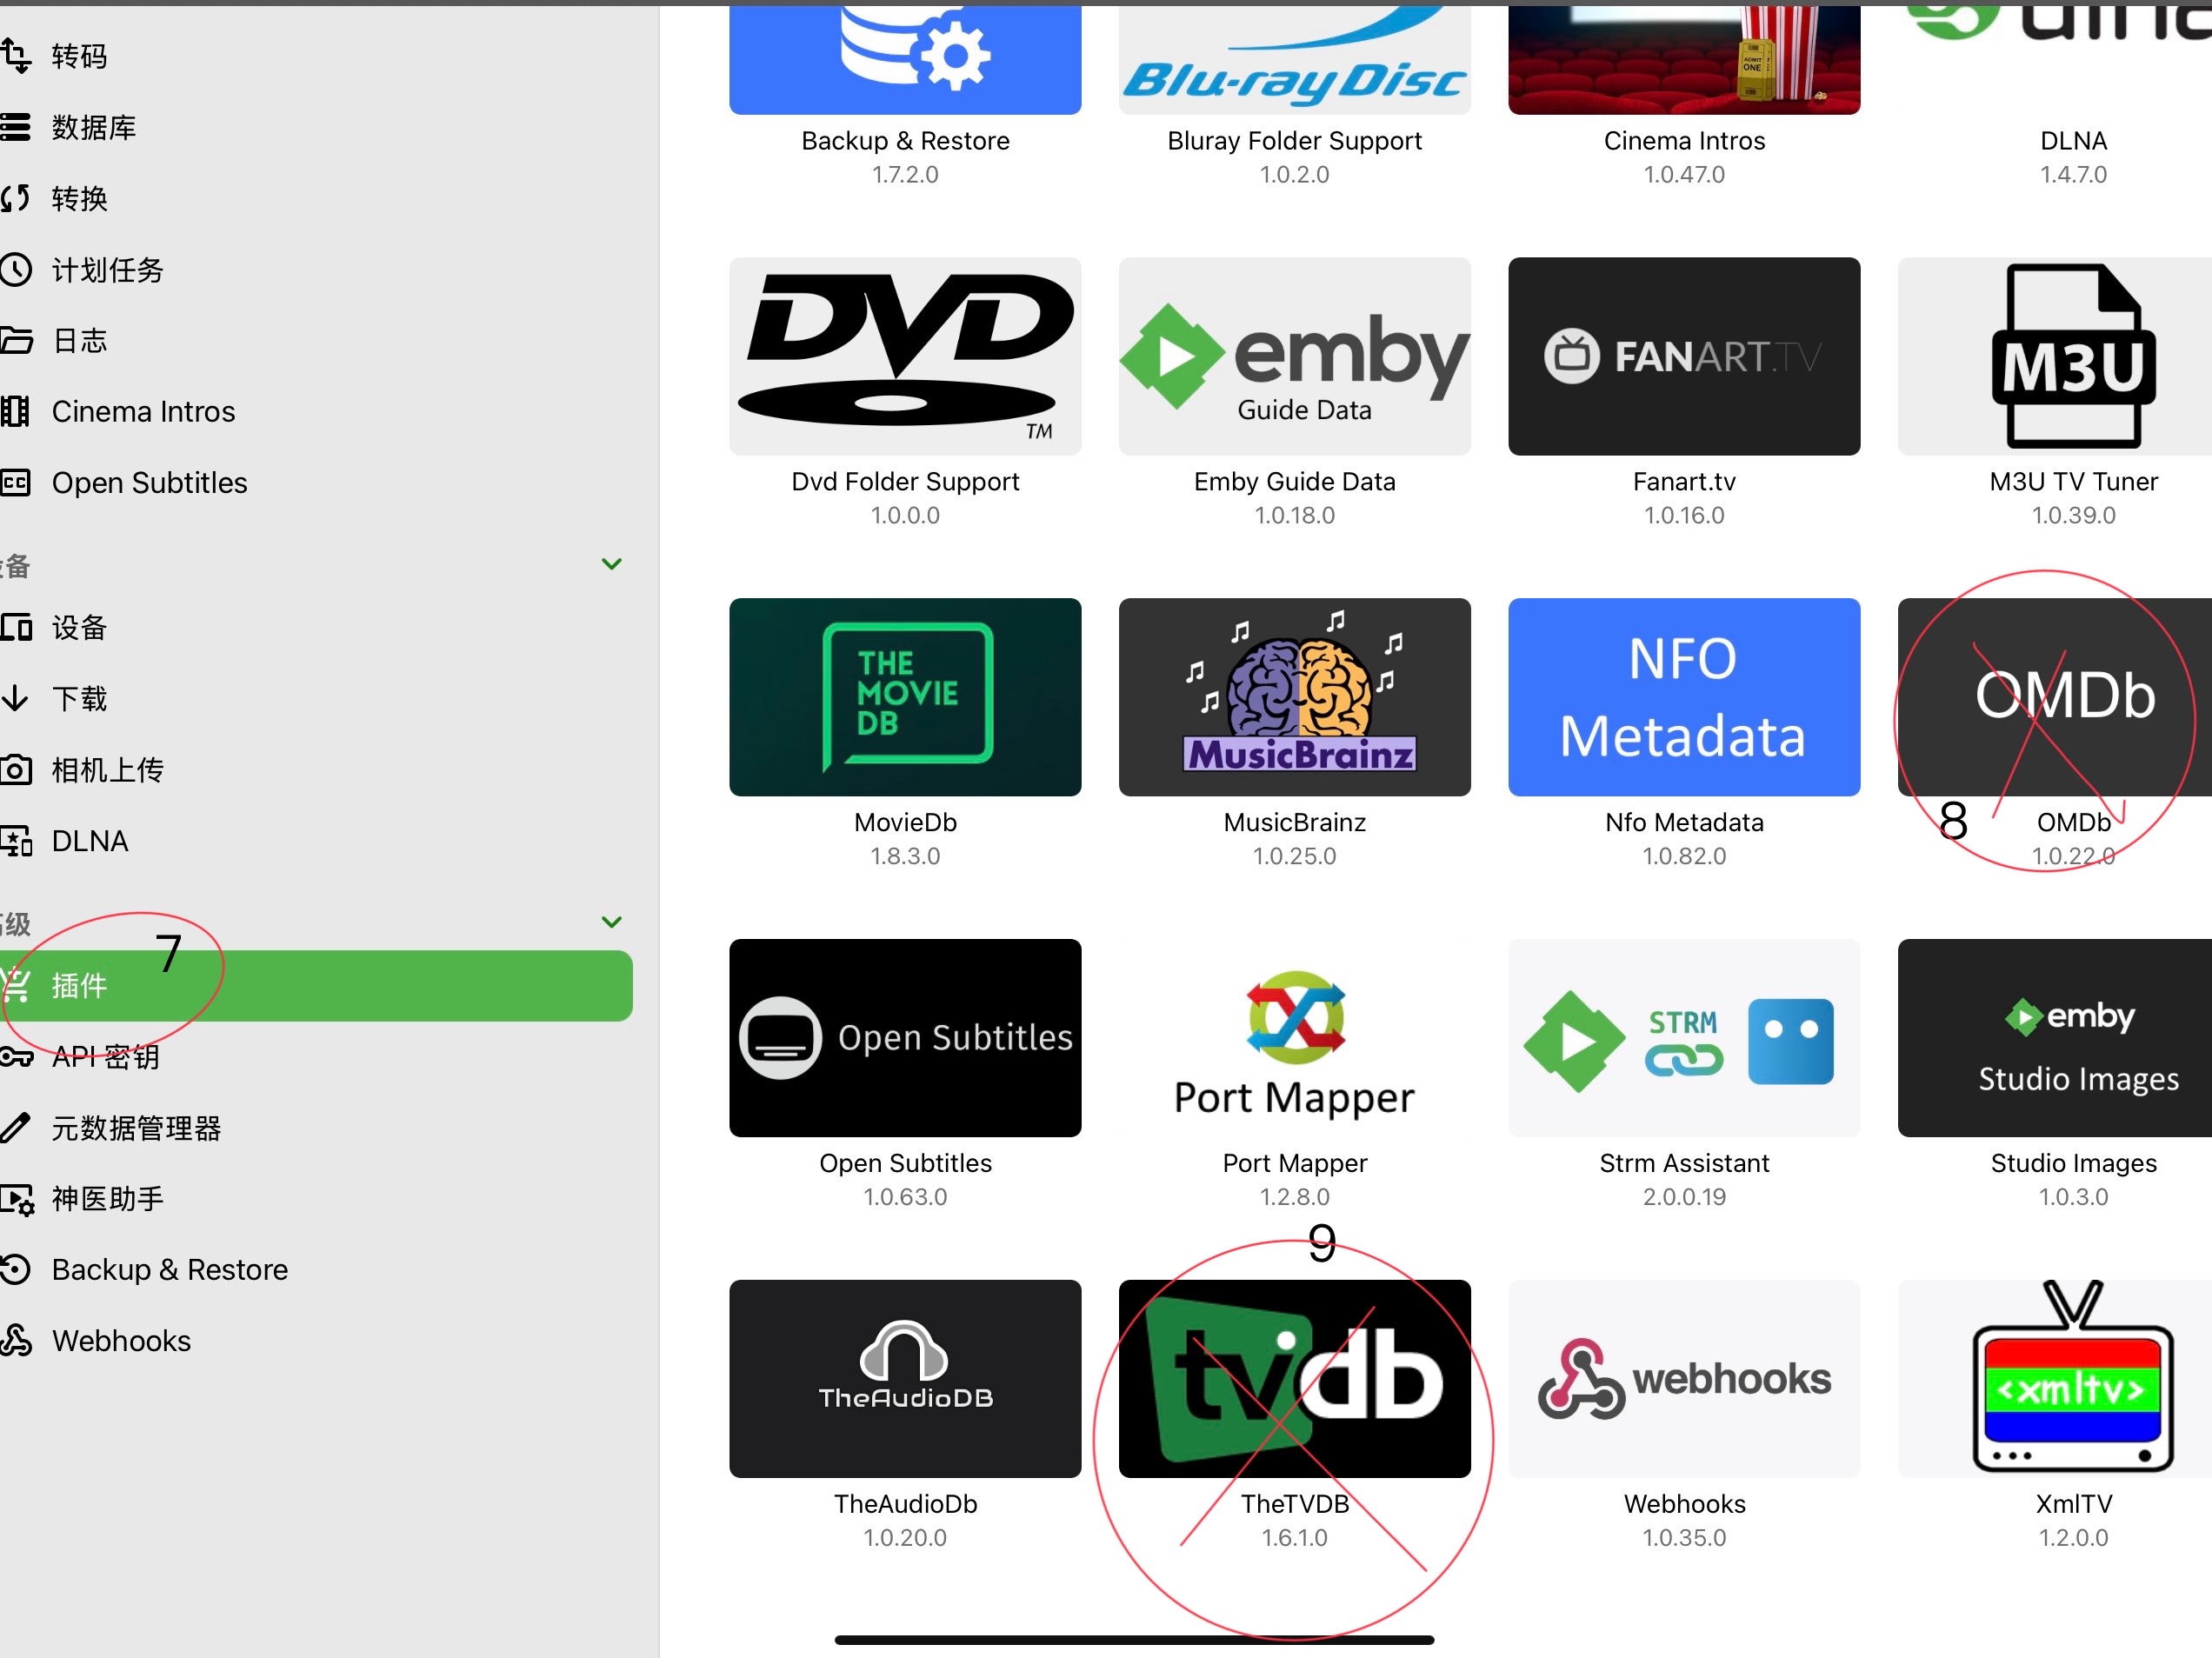 转码
数据库
转换
计划任务
日志
Cinema Intros
Open Subtitles
设备
下载
相机上传
DLNA
7
插件
API 密钥
元数据管理器
神医助手
Backup & Restore
Webhooks
Blu-ray Disc
ADMIT
ONE
Backup & Restore
1.7.2.0
Bluray Folder Support
1.0.2.0
Cinema Intros
1.0.47.0
DLNA
1.4.7.0
DVD
TM
emby
Guide Data
FANART.TV
M3U
Dvd Folder Support
1.0.0.0
Emby Guide Data
1.0.18.0
Fanart.tv
1.0.16.0
M3U TV Tuner
1.0.39.0
THE
MOVIE
DB
MusicBrainz
NFO
Metadata
OMDb
8
MovieDb
1.8.3.0
MusicBrainz
1.0.25.0
Nfo Metadata
1.0.82.0
OMDb
1.0.22.0
Open Subtitles
Port Mapper
STRM
emby
Studio Images
Open Subtitles
1.0.63.0
Port Mapper
1.2.8.0
Strm Assistant
2.0.0.19
Studio Images
1.0.3.0
9
TheAudioDB
tvdb
webhooks
<xmltv>
TheAudioDb
1.0.20.0
TheTVDB
1.6.1.0
Webhooks
1.0.35.0
XmlTV
1.2.0.0